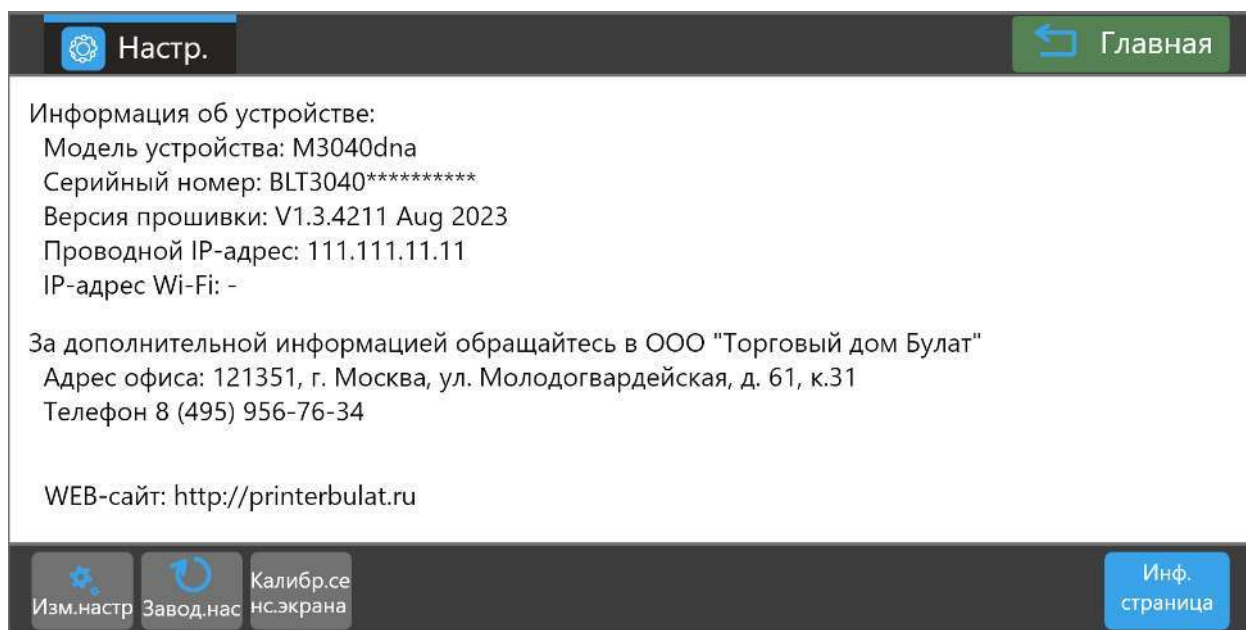 Настр.
Главная
Информация об устройстве:
Модель устройства: M3040dna
Серийный номер: BLT3040**********
Версия прошивки: V1.3.4211 Aug 2023
Проводной IP-адрес: 111.111.11.11
IP-адрес Wi-Fi: -
За дополнительной информацией обращайтесь в ООО "Торговый дом Булат"
Адрес офиса: 121351, г. Москва, ул. Молодогвардейская, д. 61, к.31
Телефон 8 (495) 956-76-34
WEB-сайт: http://printerbulat.ru
Изм.настр
Завод.нас
Калибр.се
нс.экрана
Инф.
страница